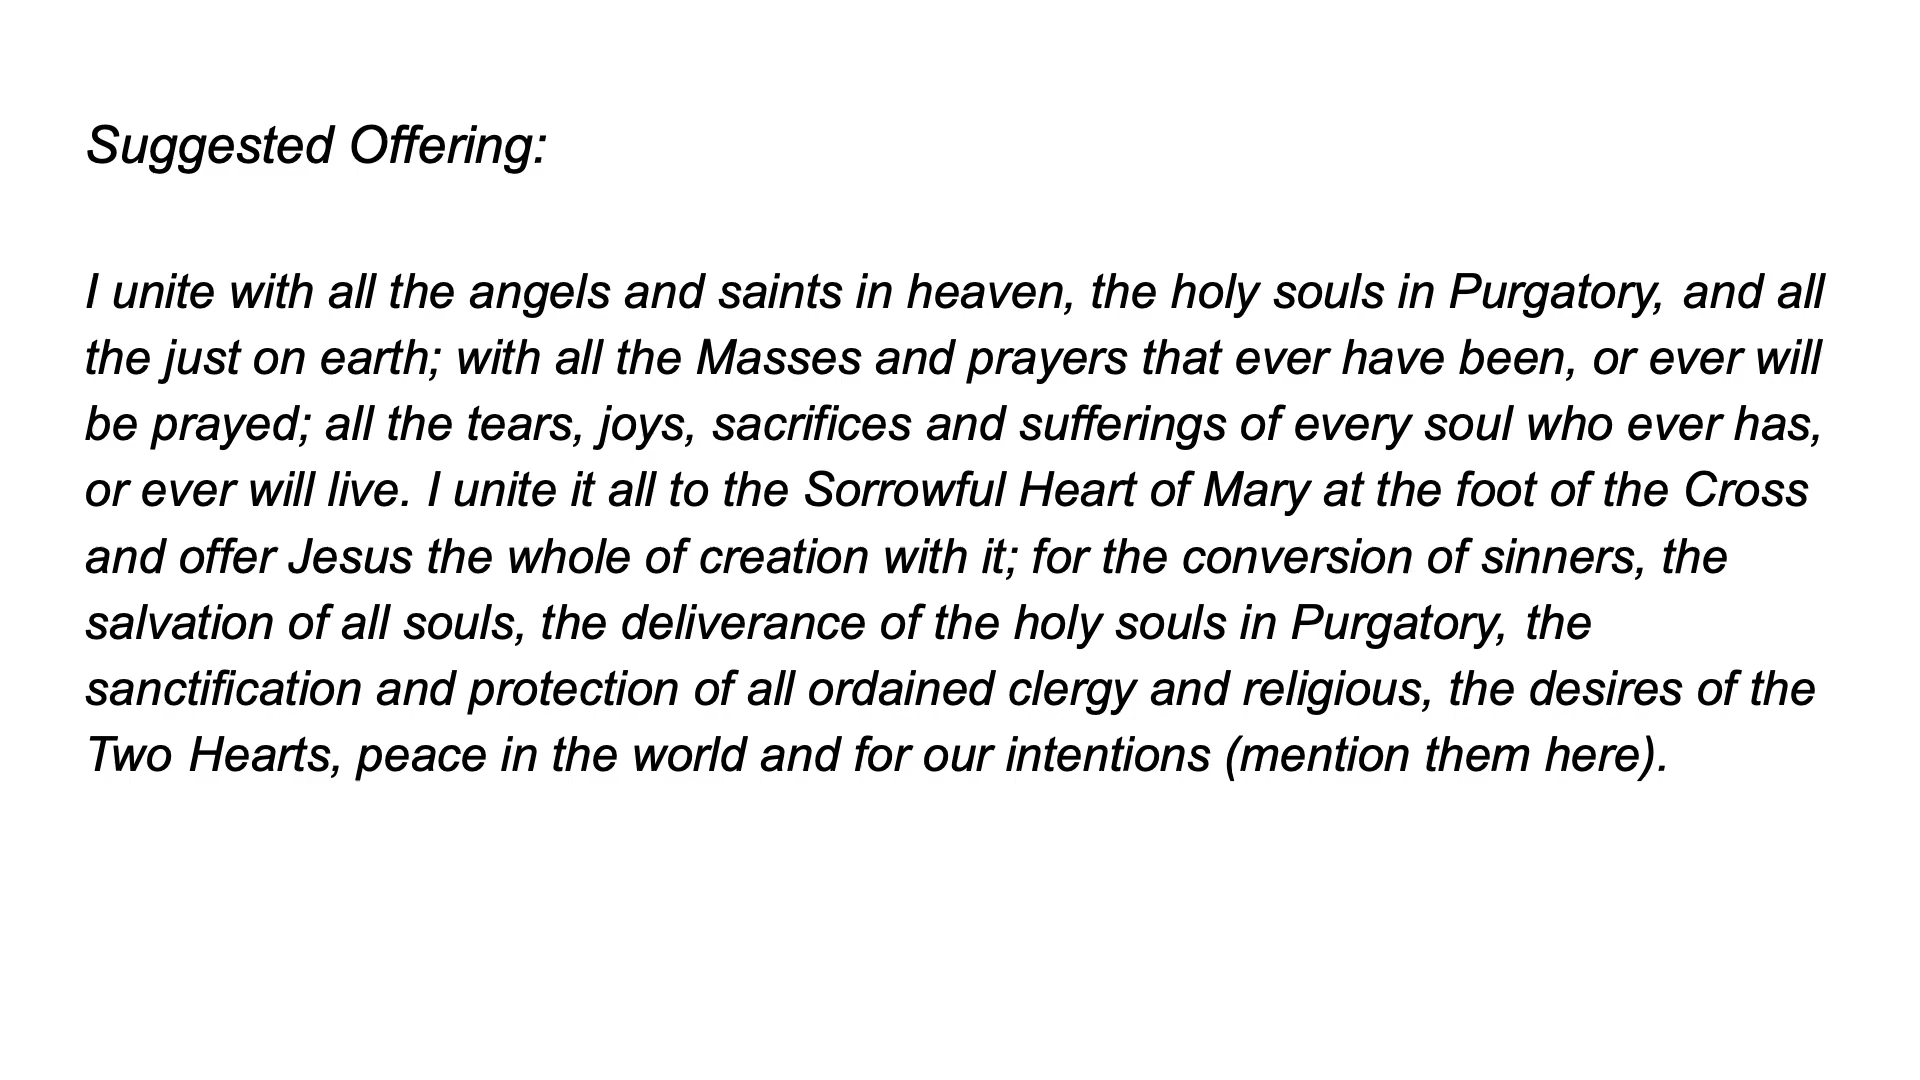 Suggested Offering:
I unite with all the angels and saints in heaven, the holy souls in Purgatory, and all
the just on earth; with all the Masses and prayers that ever have been, or ever will
be prayed; all the tears, joys, sacrifices and sufferings of every soul who ever has,
or ever will live. I unite it all to the Sorrowful Heart of Mary at the foot of the Cross
and offer Jesus the whole of creation with it; for the conversion of sinners, the
salvation of all souls, the deliverance of the holy souls in Purgatory, the
sanctification and protection of all ordained clergy and religious, the desires of the
Two Hearts, peace in the world and for our intentions (mention them here).